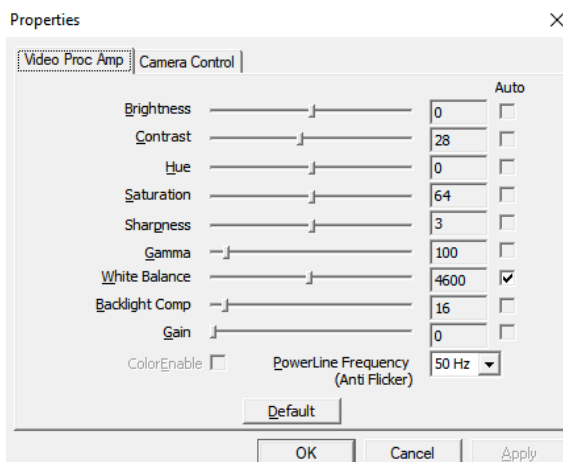 Properties
Video Proc Amp Camera Control
Auto
Brightness 0
Contrast 28
Hue 0
Saturation 64
Sharpness 3
Gamma 100
White Balance 4600
Backlight Comp 16
Gain 0
ColorEnable PowerLine Frequency 50 Hz
(Anti Flicker)
Default
OK Cancel Apply